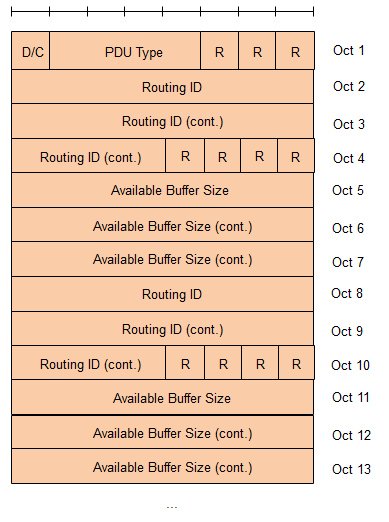 D/C PDU Type R R R Oct 1
Routing ID Oct 2
Routing ID (cont.) Oct 3
Routing ID (cont.) R R R R Oct 4
Available Buffer Size Oct 5
Available Buffer Size (cont.) Oct 6
Available Buffer Size (cont.) Oct 7
Routing ID Oct 8
Routing ID (cont.) Oct 9
Routing ID (cont.) R R R R Oct 10
Available Buffer Size Oct 11
Available Buffer Size (cont.) Oct 12
Available Buffer Size (cont.) Oct 13
...